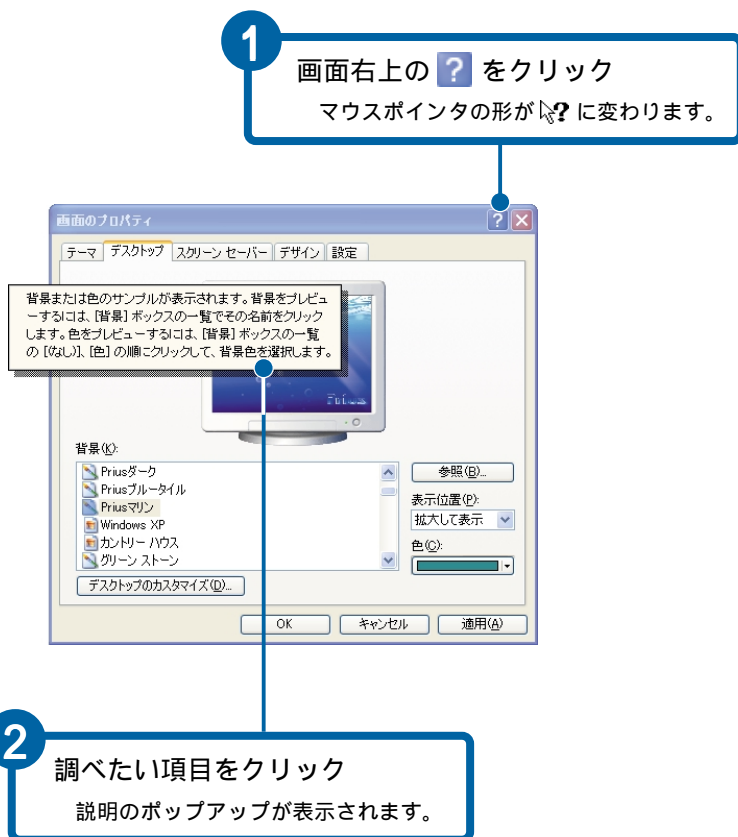 1
画面右上の ? をクリック
マウスポインタの形が ? に変わります。
画面のプロパティ
?
テーマ デスクトップ スクリーン セーバー デザイン 設定
背景または色のサンプルが表示されます。背景をプレビュ
ーするには、[背景] ボックスの一覧でその名前をクリック
します。色をプレビューするには、[背景] ボックスの一覧
の [(なし)]、[色] の順にクリックして、背景色を選択します。
Prius
背景(K):
Priusダーク
Priusブルータイル
Priusマリン
Windows XP
カントリー ハウス
グリーン ストーン
参照(B)...
表示位置(P):
拡大して表示
色(C):
デスクトップのカスタマイズ(D)...
OK キャンセル 適用(A)
2
調べたい項目をクリック
説明のポップアップが表示されます。